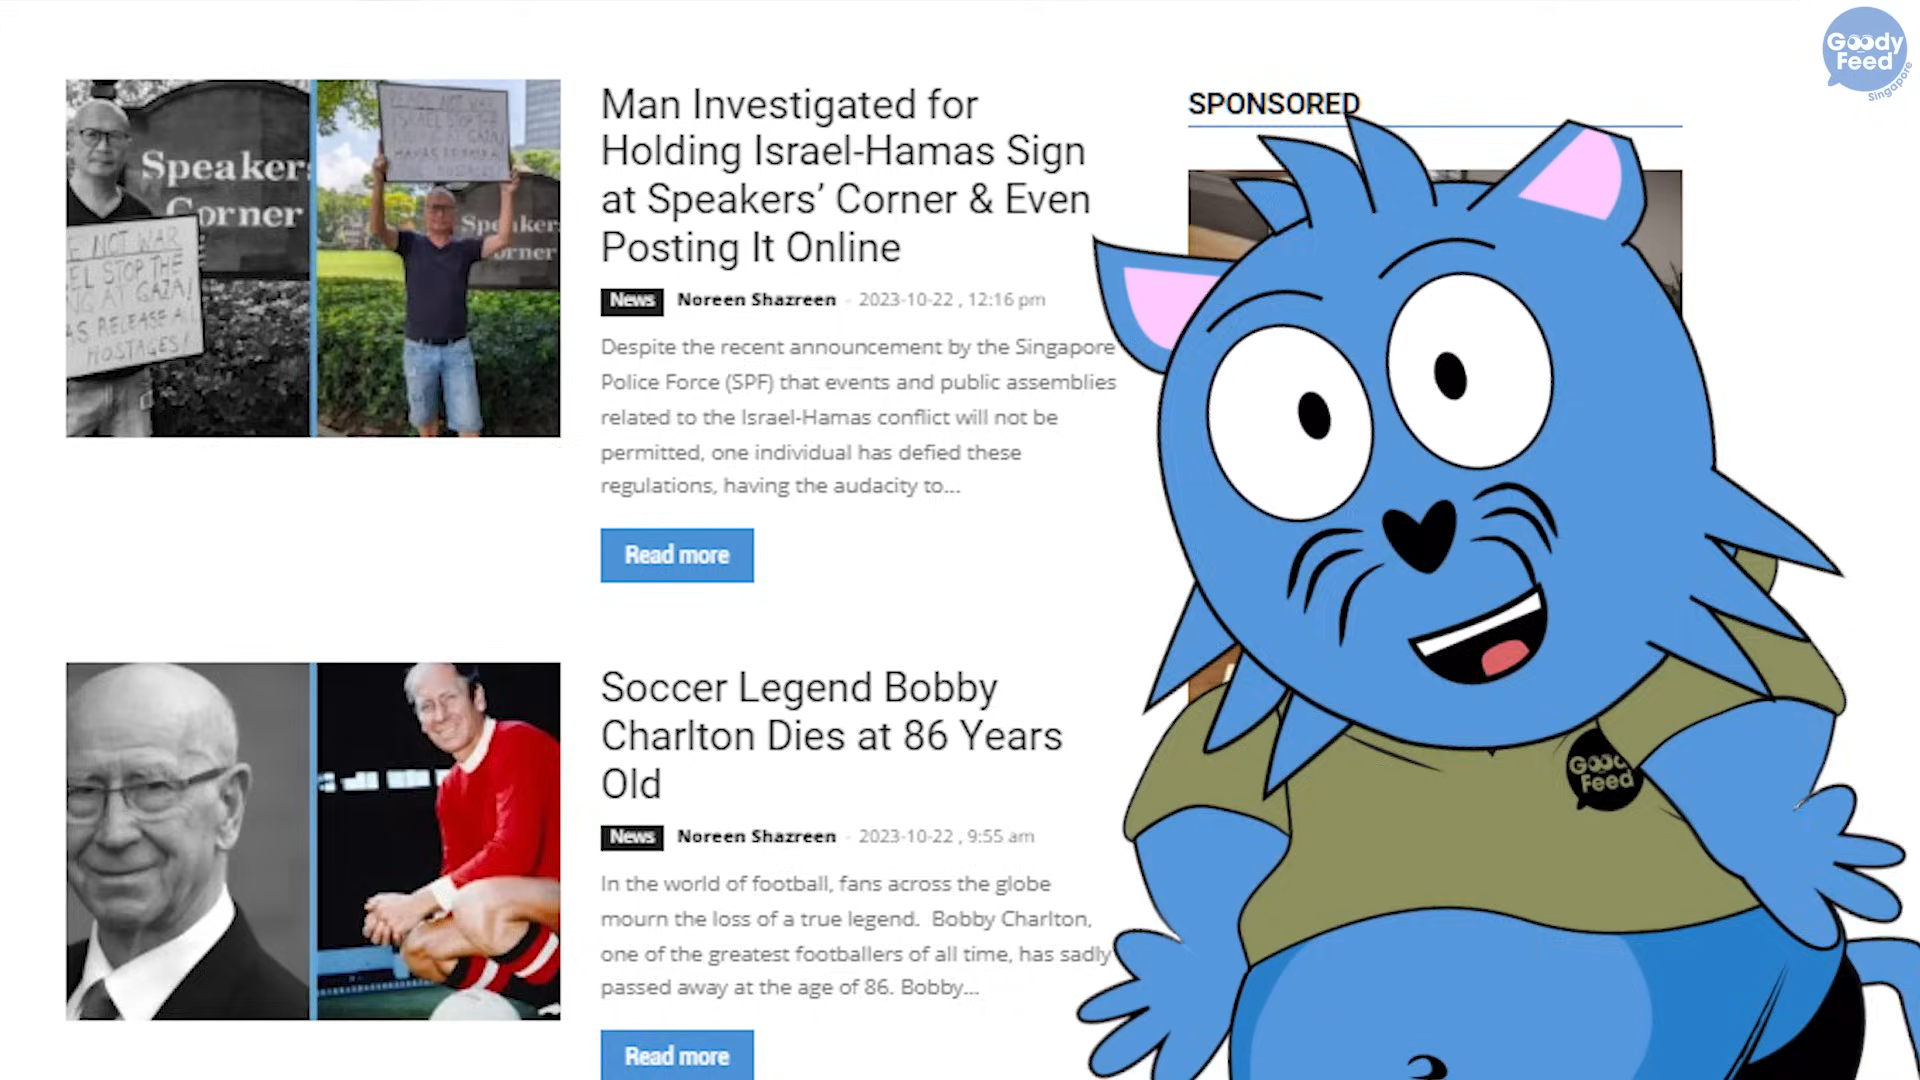 Goody
Feed
Singapore
SPONSORED
Speakers
Corner
NOT WAR
STOP THE
AT GAZA!
RELEASE
HOSTAGES!
Man Investigated for
Holding Israel-Hamas Sign
at Speakers’ Corner & Even
Posting It Online
News Noreen Shazreen - 2023-10-22 , 12:16 pm
Despite the recent announcement by the Singapore
Police Force (SPF) that events and public assemblies
related to the Israel-Hamas conflict will not be
permitted, one individual has defied these
regulations, having the audacity to...
Read more
Soccer Legend Bobby
Charlton Dies at 86 Years
Old
News Noreen Shazreen - 2023-10-22 , 9:55 am
In the world of football, fans across the globe
mourn the loss of a true legend. Bobby Charlton,
one of the greatest footballers of all time, has sadly
passed away at the age of 86. Bobby...
Read more
Feed